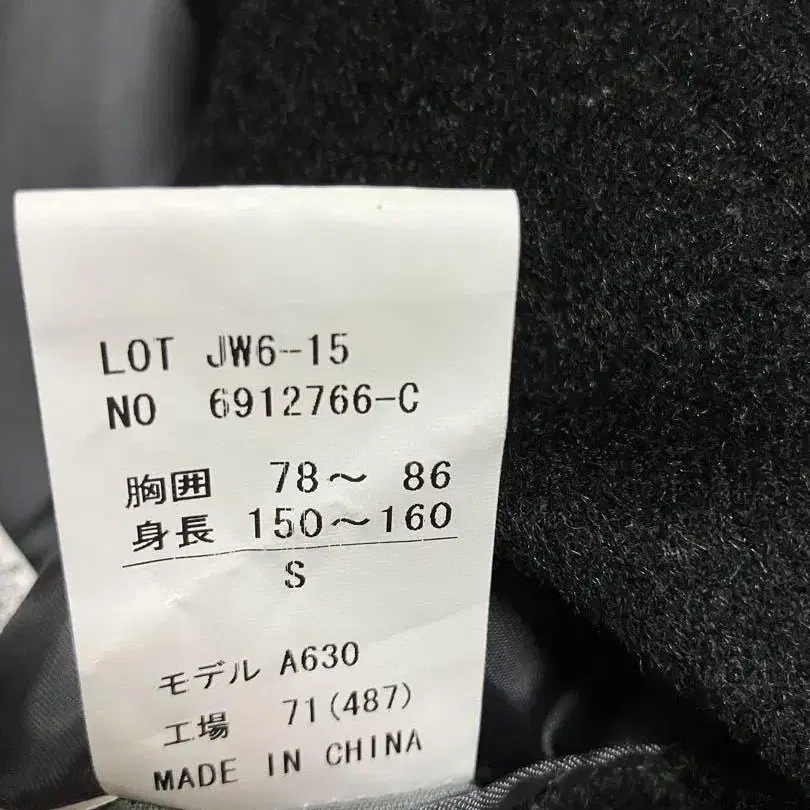 LOT JW6-15
NO 6912766-C
胸囲 78〜 86
身長 150〜160
S
モデル A630
工場 71(487)
MADE IN CHINA